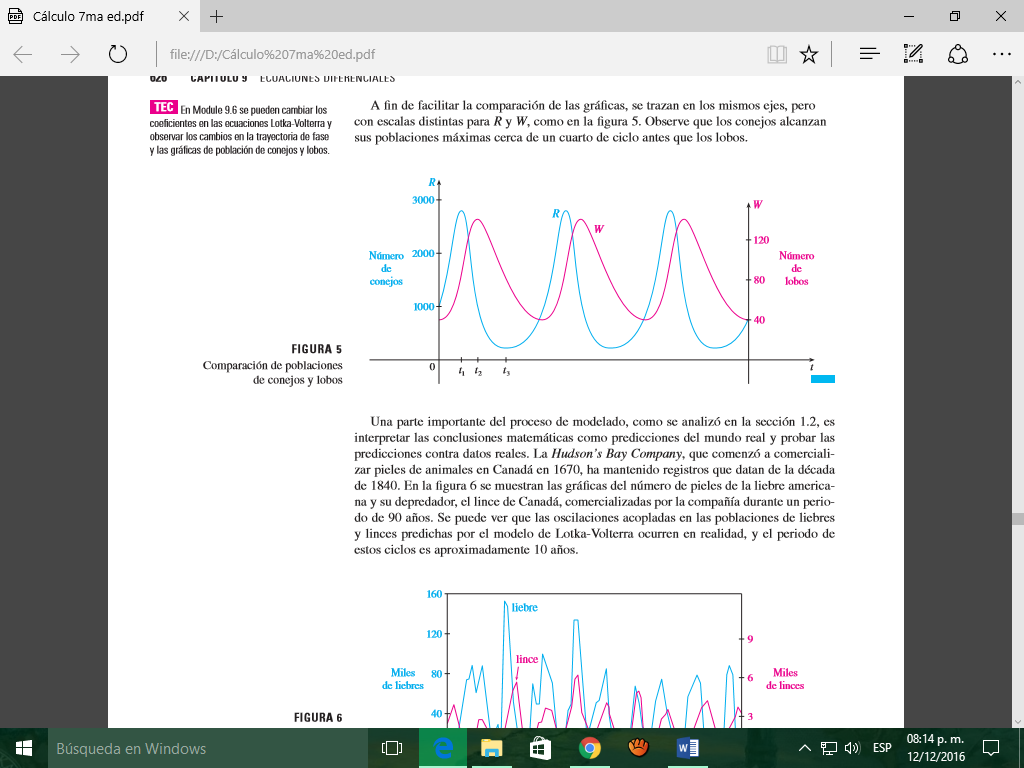 Cálculo 7ma ed.pdf
file:///D:/Cálculo%207ma%20ed.pdf
626 CAPÍTULO 9 ECUACIONES DIFERENCIALES
TEC En Module 9.6 se pueden cambiar los
coeficientes en las ecuaciones Lotka-Volterra y
observar los cambios en la trayectoria de fase
y las gráficas de población de conejos y lobos.
A fin de facilitar la comparación de las gráficas, se trazan en los mismos ejes, pero
con escalas distintas para R y W, como en la figura 5. Observe que los conejos alcanzan
sus poblaciones máximas cerca de un cuarto de ciclo antes que los lobos.
R
3000
2000
1000
0
Número
de
conejos
R
W
t₁ t₂ t₃
t
W
120
80
40
Número
de
lobos
FIGURA 5
Comparación de poblaciones
de conejos y lobos
Una parte importante del proceso de modelado, como se analizó en la sección 1.2, es
interpretar las conclusiones matemáticas como predicciones del mundo real y probar las
predicciones contra datos reales. La Hudson's Bay Company, que comenzó a comerciali-
zar pieles de animales en Canadá en 1670, ha mantenido registros que datan de la década
de 1840. En la figura 6 se muestran las gráficas del número de pieles de la liebre america-
na y su depredador, el lince de Canadá, comercializadas por la compañía durante un perio-
do de 90 años. Se puede ver que las oscilaciones acopladas en las poblaciones de liebres
y linces predichas por el modelo de Lotka-Volterra ocurren en realidad, y el periodo de
estos ciclos es aproximadamente 10 años.
160
120
80
40
Miles
de liebres
liebre
lince
9
6
3
Miles
de linces
FIGURA 6
Búsqueda en Windows
ESP
08:14 p. m.
12/12/2016